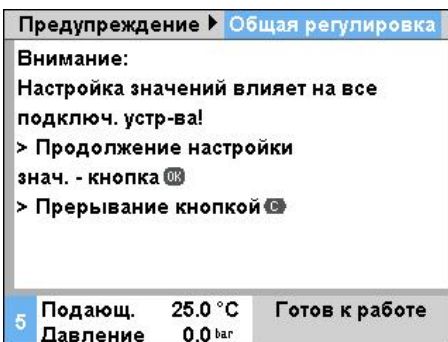 Предупреждение ▶ Общая регулировка
Внимание:
Настройка значений влияет на все
подключ. устр-ва!
> Продолжение настройки
знач. - кнопка OK
> Прерывание кнопкой C
5 Подающ. 25.0 °C Готов к работе
Давление 0.0 bar